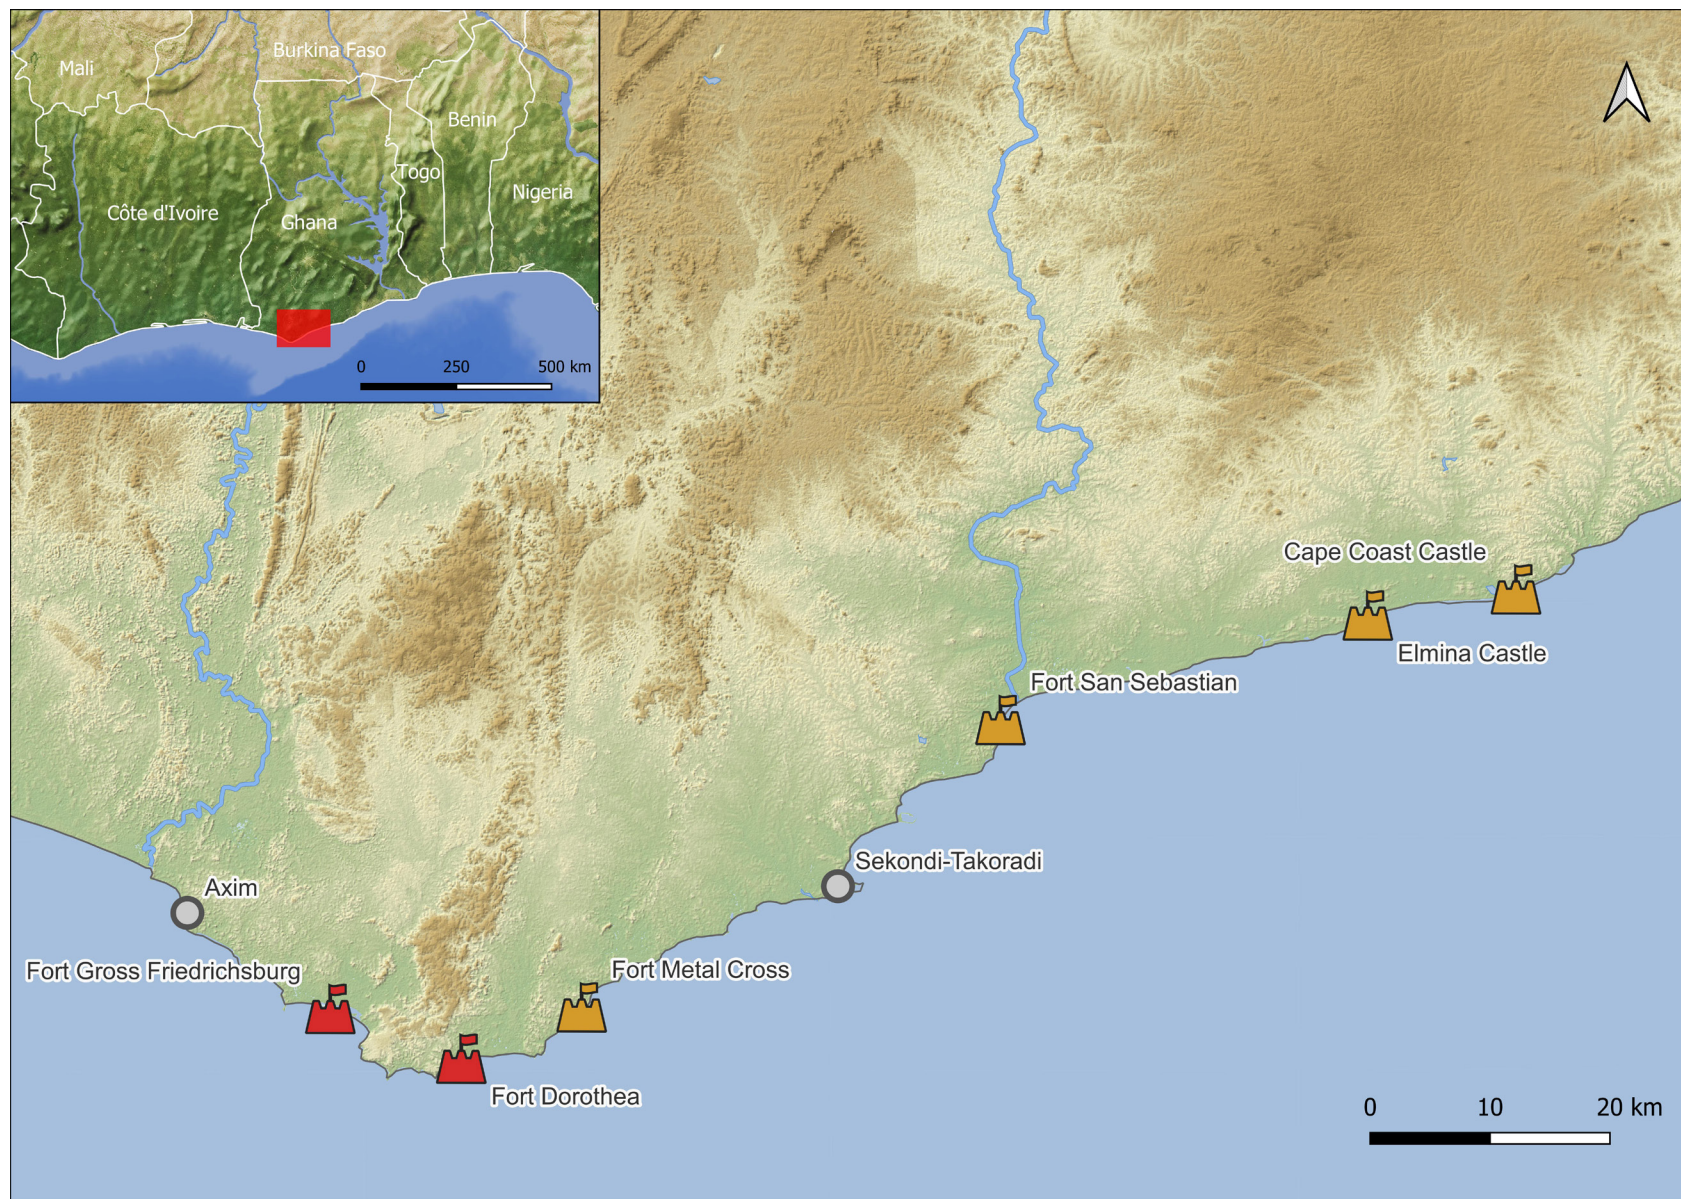 Burkina Faso
Mali
Benin
Togo
Nigeria
Côte d'Ivoire
Ghana
0 250 500 km
Cape Coast Castle
Elmina Castle
Fort San Sebastian
Sekondi-Takoradi
Axim
Fort Gross Friedrichsburg
Fort Metal Cross
Fort Dorothea
0 10 20 km